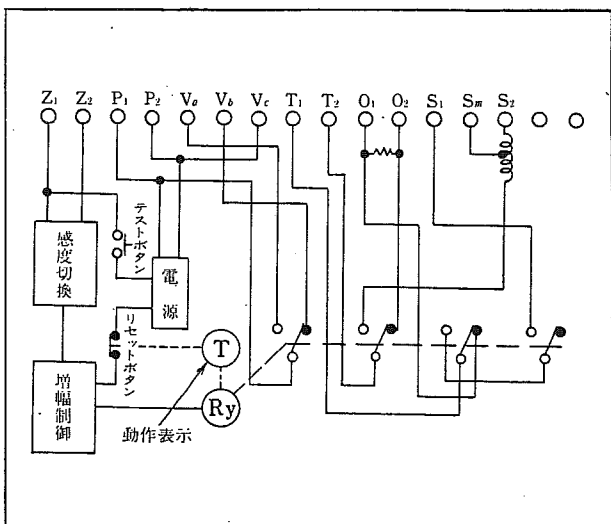 Z1 Z2 P1 P2 Va Vb Vc T1 T2 O1 O2 S1 Sm S2
テストボタン
感度切換
電源
リセットボタン
T
増幅制御
Ry
動作表示